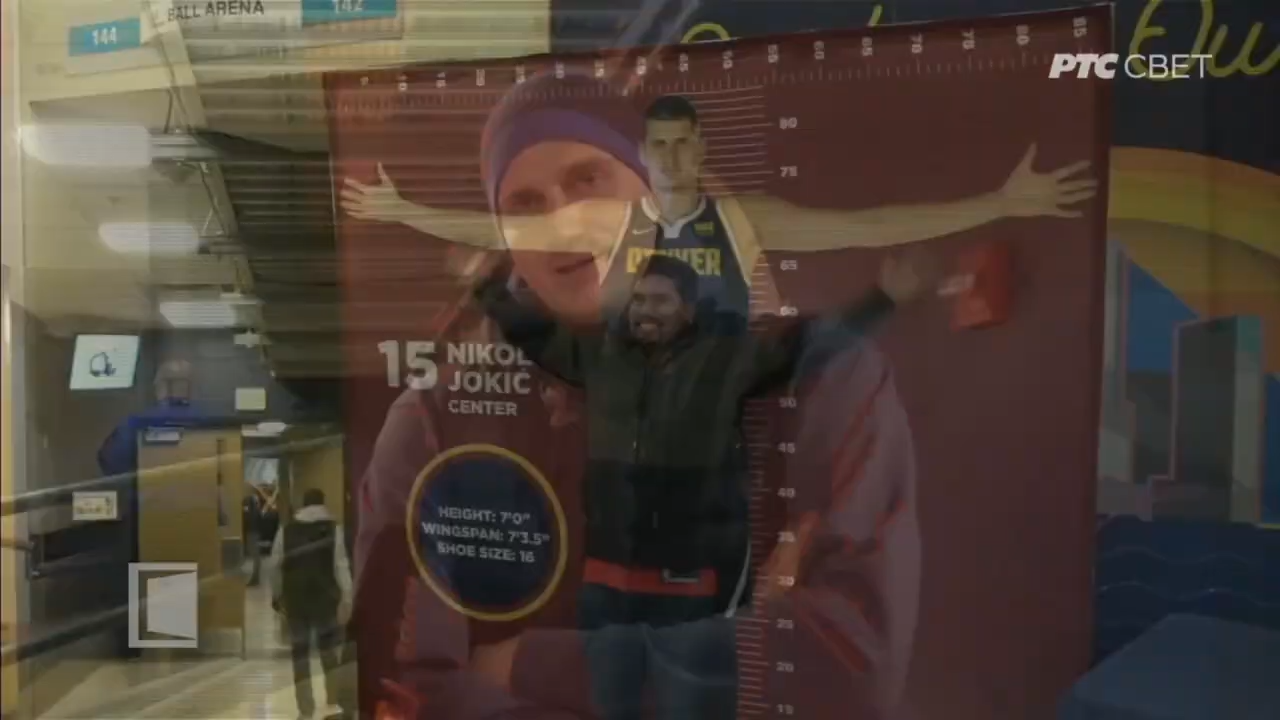 BALL ARENA
144
142
РТС СВЕТ
DENVER
15
NIKOL
JOKIĆ
CENTER
HEIGHT: 7'0"
WINGSPAN: 7'3.5"
SHOE SIZE: 16
80
75
65
60
50
45
40
35
30
25
20
15